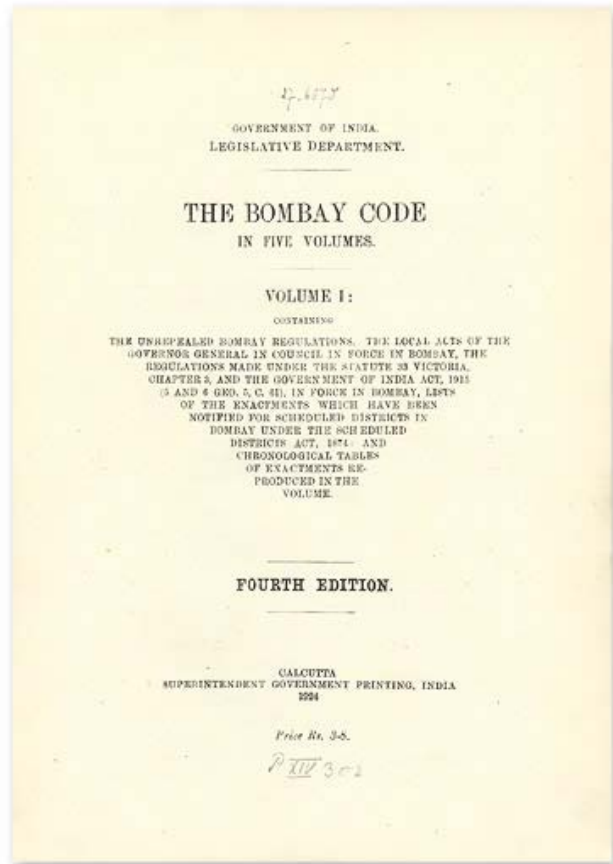 GOVERNMENT OF INDIA.
LEGISLATIVE DEPARTMENT.
THE BOMBAY CODE
IN FIVE VOLUMES.
VOLUME I:
CONTAINING
THE UNREPEALED BOMBAY REGULATIONS, THE LOCAL ACTS OF THE
GOVERNOR GENERAL IN COUNCIL IN FORCE IN BOMBAY, THE
REGULATIONS MADE UNDER THE STATUTE 33 VICTORIA,
CHAPTER 3, AND THE GOVERNMENT OF INDIA ACT, 1915
(5 AND 6 GEO. 5, C. 61), IN FORCE IN BOMBAY, LISTS
OF THE ENACTMENTS WHICH HAVE BEEN
NOTIFIED FOR SCHEDULED DISTRICTS IN
BOMBAY UNDER THE SCHEDULED
DISTRICTS ACT, 1874: AND
CHRONOLOGICAL TABLES
OF ENACTMENTS RE-
PRODUCED IN THE
VOLUME.
FOURTH EDITION.
CALCUTTA
SUPERINTENDENT GOVERNMENT PRINTING, INDIA
1924
Price Rs. 3-8.
P XIV 302